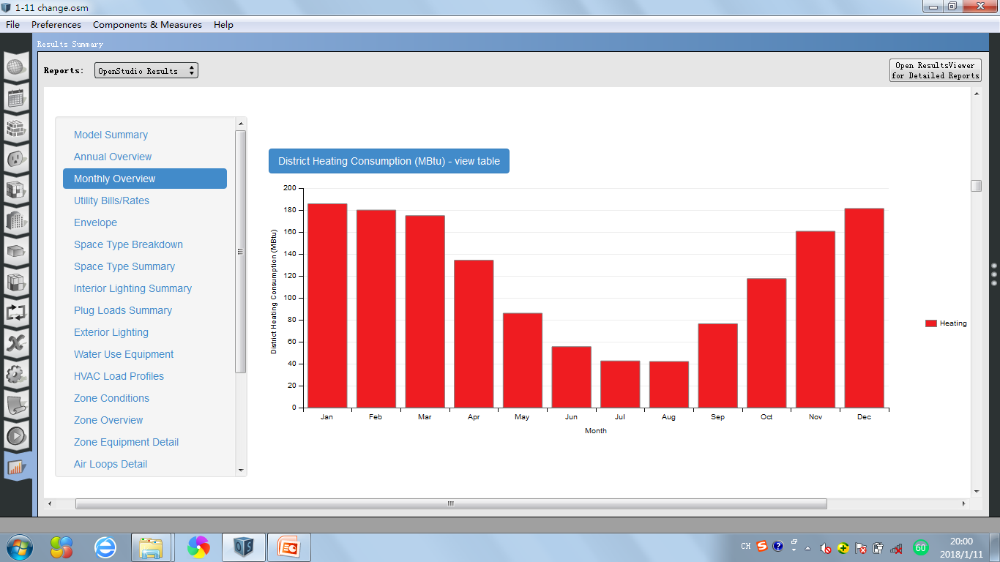 1-11 change.osm
File Preferences Components & Measures Help
Results Summary
Reports: OpenStudio Results
Open ResultsViewer
for Detailed Reports
Model Summary
Annual Overview
Monthly Overview
Utility Bills/Rates
Envelope
Space Type Breakdown
Space Type Summary
Interior Lighting Summary
Plug Loads Summary
Exterior Lighting
Water Use Equipment
HVAC Load Profiles
Zone Conditions
Zone Overview
Zone Equipment Detail
Air Loops Detail
District Heating Consumption (MBtu) - view table
District Heating Consumption (MBtu)
200
180
160
140
120
100
80
60
40
20
0
Jan Feb Mar Apr May Jun Jul Aug Sep Oct Nov Dec
Month
Heating
CH
60
20:00
2018/1/11